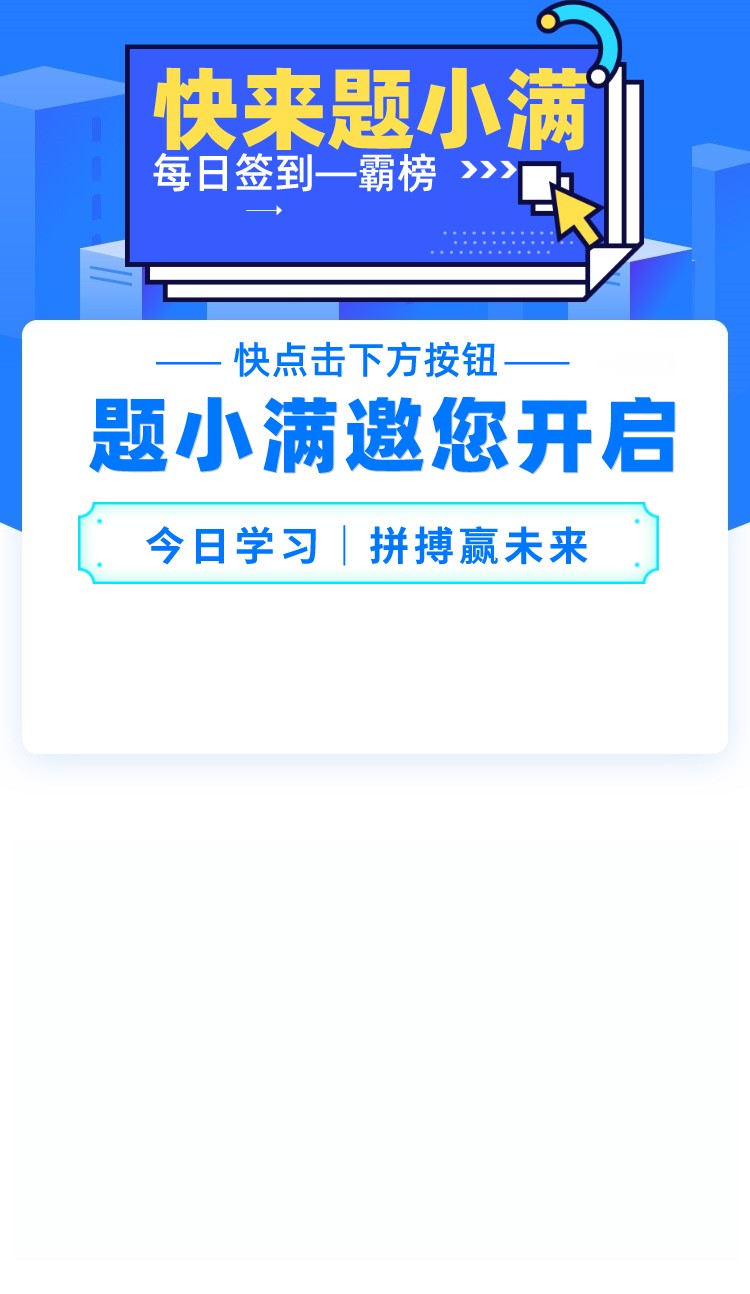 快来题小满
每日签到—霸榜
快点击下方按钮
题小满邀您开启
今日学习｜拼搏赢未来